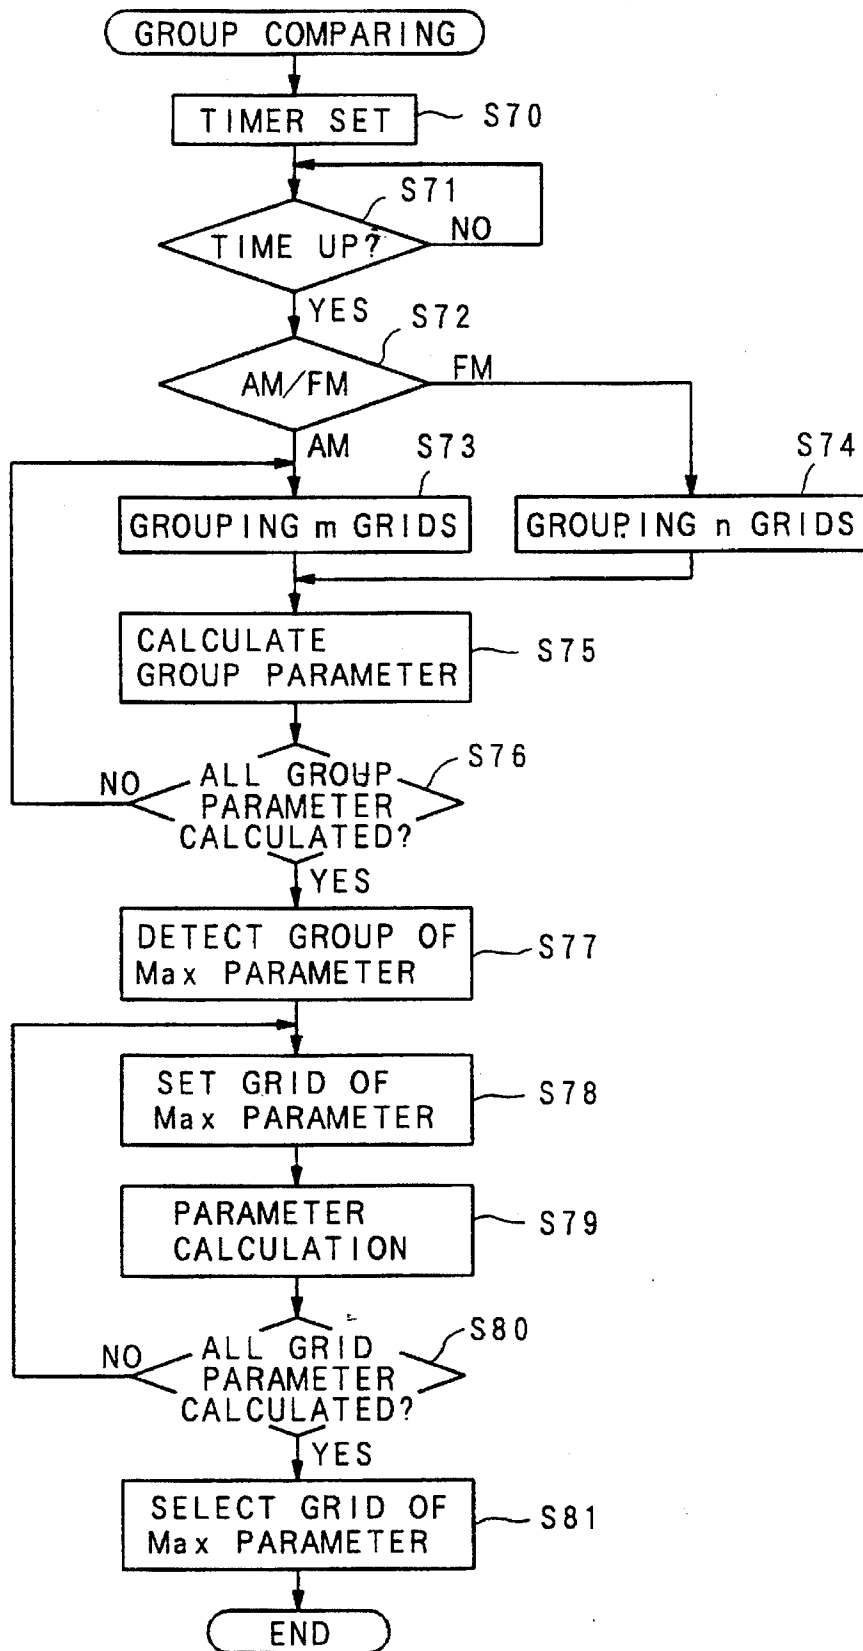 GROUP COMPARING
TIMER SET
S70
S71
TIME UP?
NO
YES
S72
AM/FM
FM
AM
S73
S74
GROUPING m GRIDS
GROUPING n GRIDS
CALCULATE
GROUP PARAMETER
S75
S76
NO
ALL GROUP
PARAMETER
CALCULATED?
YES
DETECT GROUP OF
Max PARAMETER
S77
SET GRID OF
Max PARAMETER
S78
PARAMETER
CALCULATION
S79
S80
NO
ALL GRID
PARAMETER
CALCULATED?
YES
SELECT GRID OF
Max PARAMETER
S81
END